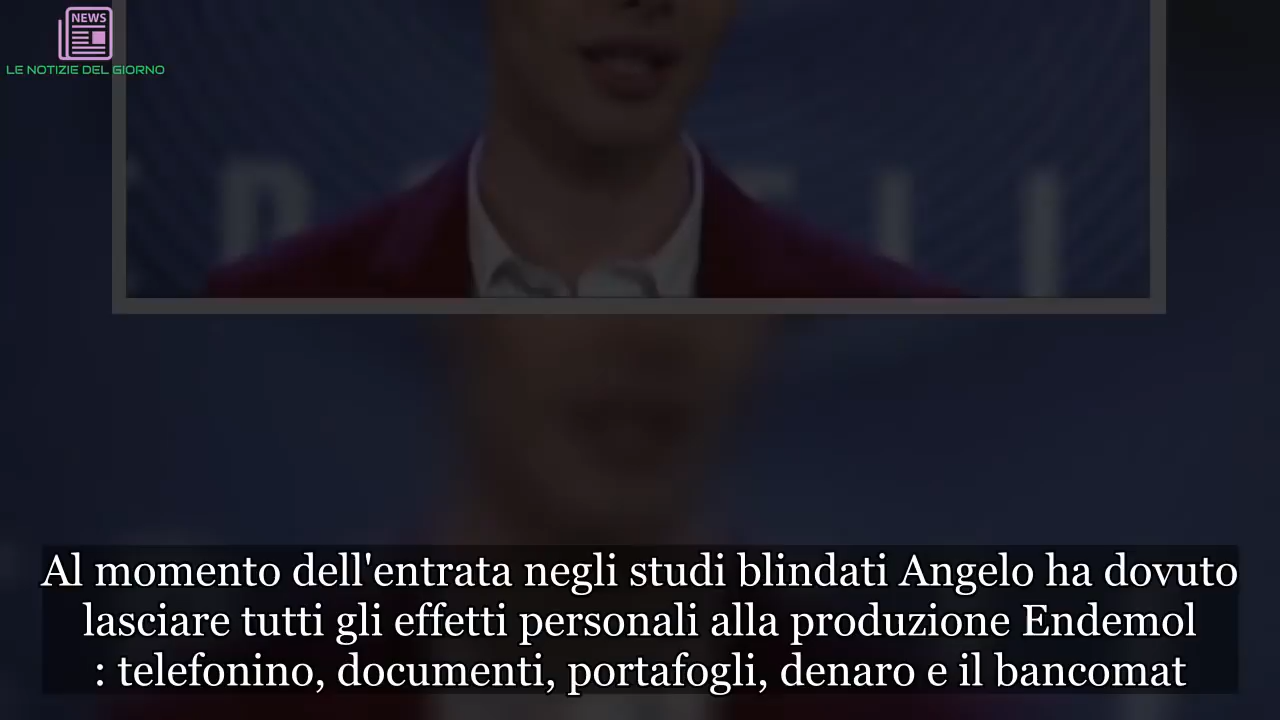 NEWS
LE NOTIZIE DEL GIORNO
Al momento dell'entrata negli studi blindati Angelo ha dovuto
lasciare tutti gli effetti personali alla produzione Endemol
: telefonino, documenti, portafogli, denaro e il bancomat